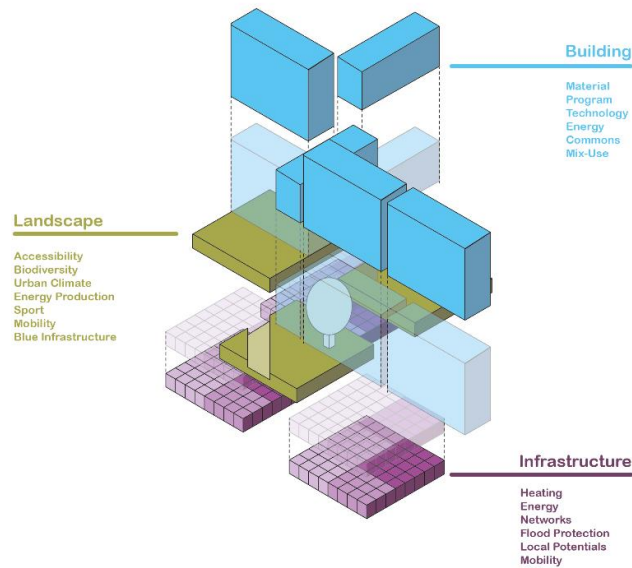 Building
Material
Program
Technology
Energy
Commons
Mix-Use
Landscape
Accessibility
Biodiversity
Urban Climate
Energy Production
Sport
Mobility
Blue Infrastructure
Infrastructure
Heating
Energy
Networks
Flood Protection
Local Potentials
Mobility